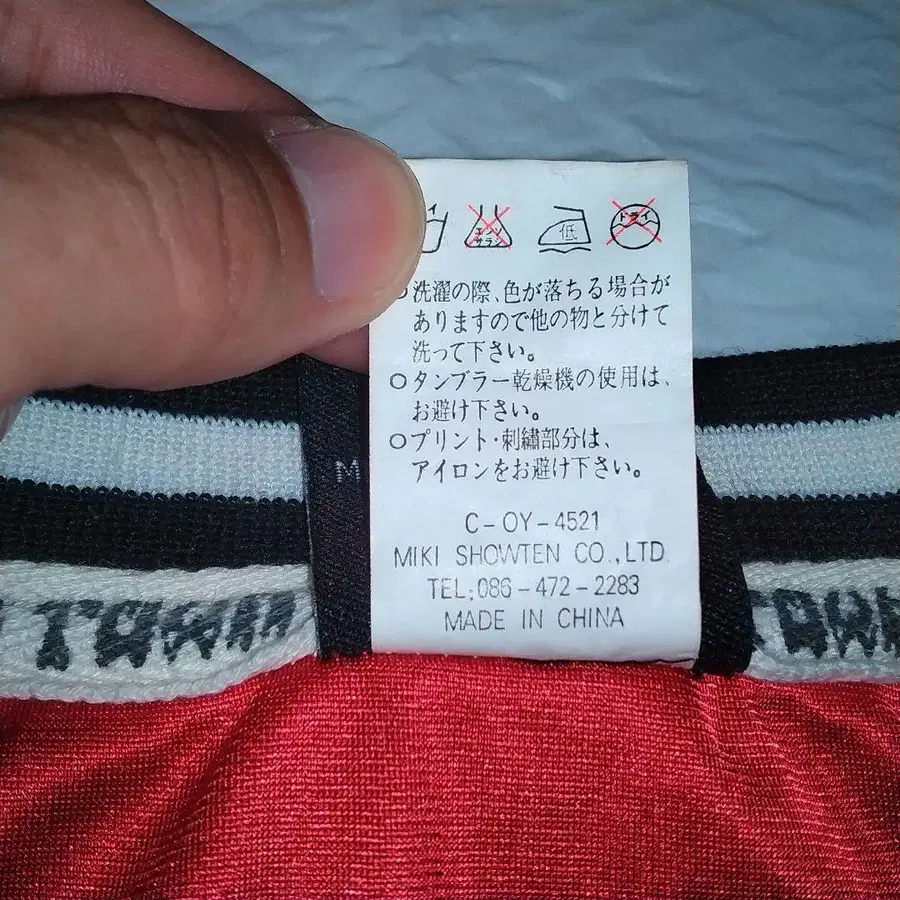 イ
エンソ
サラシ
低
ドライ
○洗濯の際、色が落ちる場合が
ありますので他の物と分けて
洗って下さい。
○タンブラー乾燥機の使用は、
お避け下さい。
○プリント・刺繍部分は、
アイロンをお避け下さい。
M
C-OY-4521
MIKI SHOWTEN CO.,LTD.
TEL;086-472-2283
MADE IN CHINA
TOWN